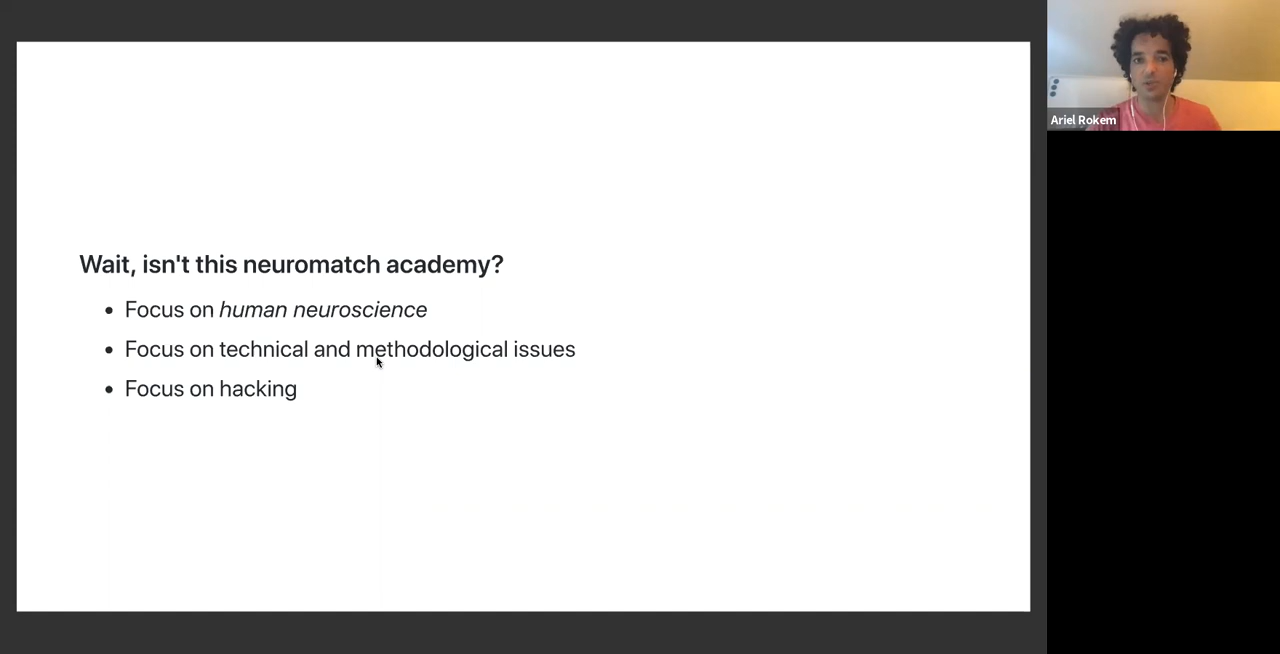 Wait, isn't this neuromatch academy?
Focus on human neuroscience
Focus on technical and methodological issues
Focus on hacking
Ariel Rokem